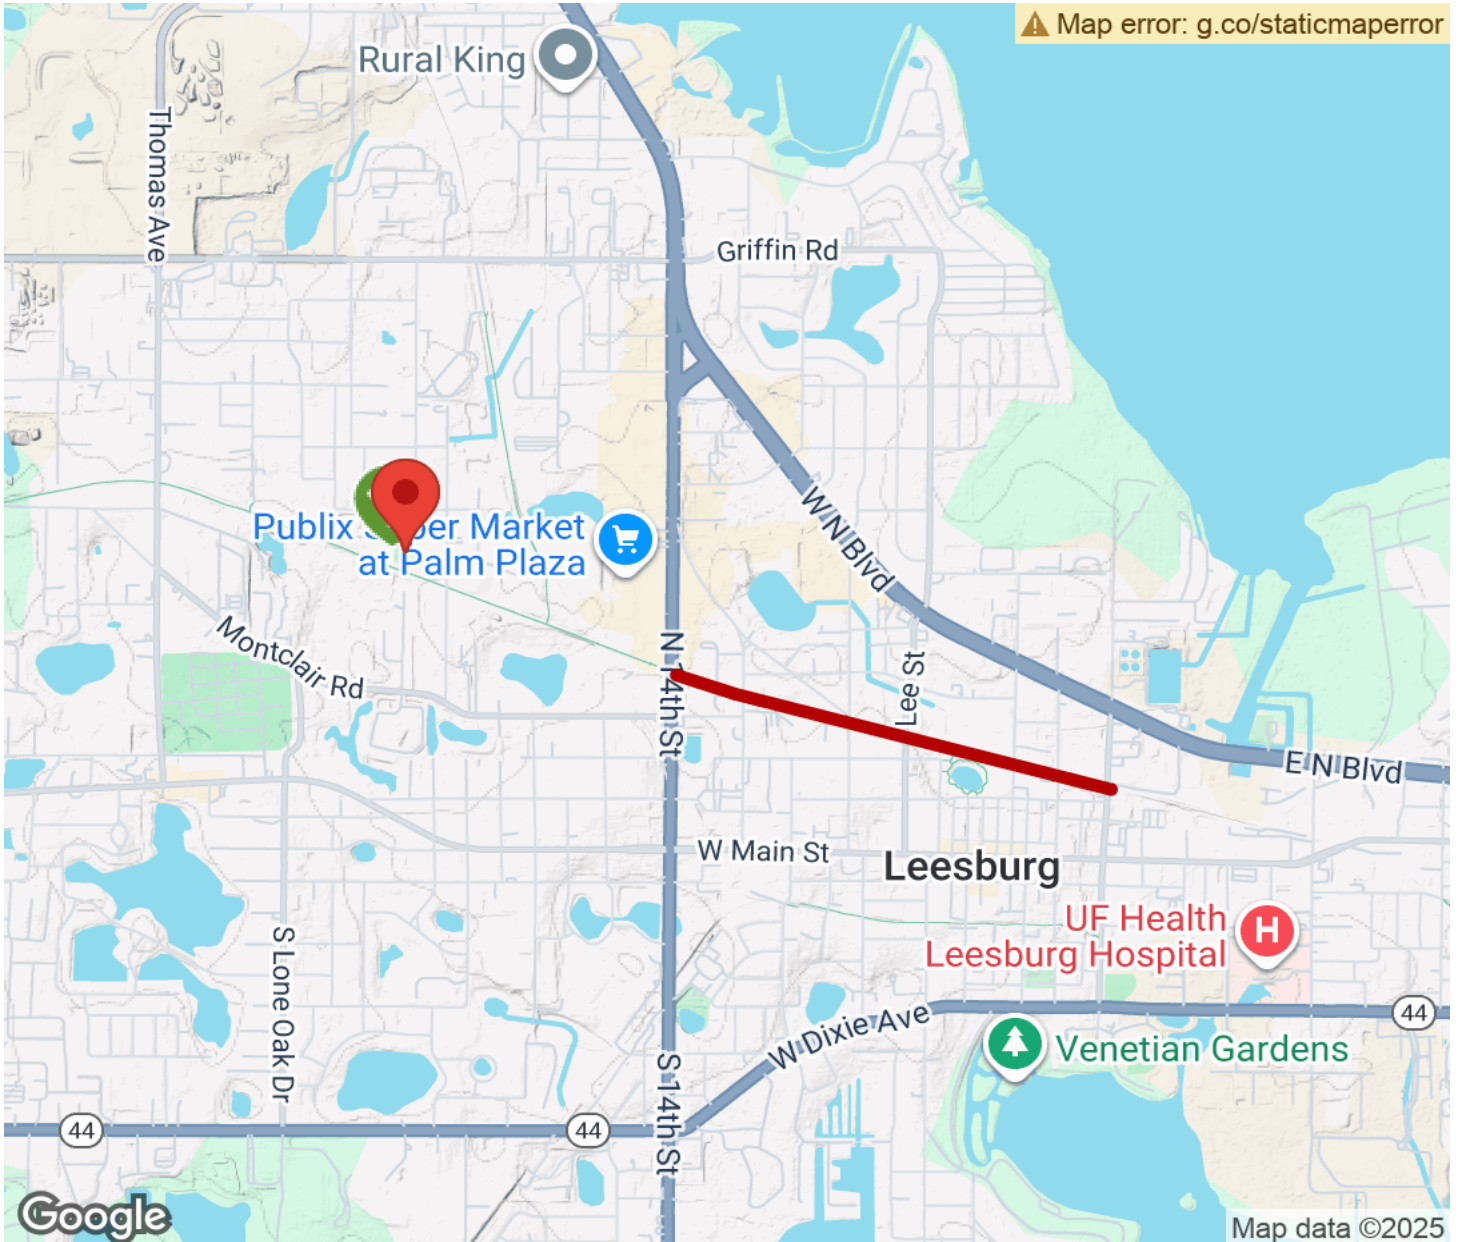 Map error: g.co/staticmaperror
Rural King
Thomas Ave
Griffin Rd
W N Blvd
Publix Super Market
at Palm Plaza
Montclair Rd
N 14th St
Lee St
E N Blvd
W Main St
Leesburg
UF Health
Leesburg Hospital
S Lone Oak Dr
44
W Dixie Ave
Venetian Gardens
S 14th St
44
44
Google
Map data ©2025